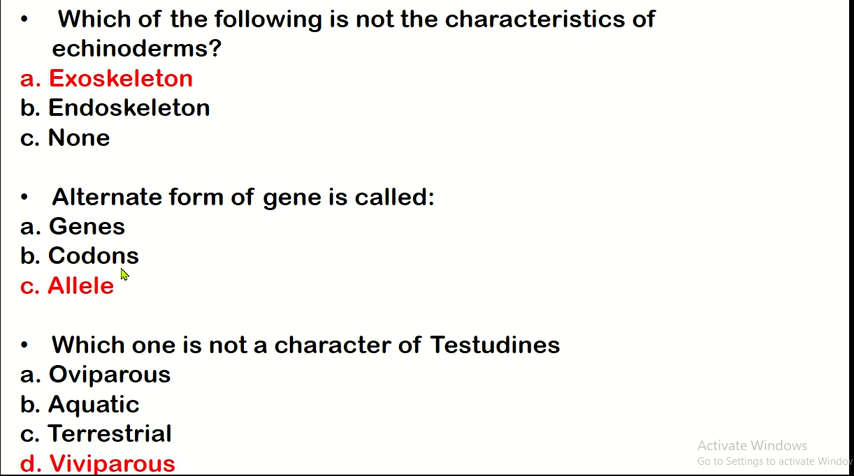 • Which of the following is not the characteristics of
echinoderms?
a. Exoskeleton
b. Endoskeleton
c. None
• Alternate form of gene is called:
a. Genes
b. Codons
c. Allele
• Which one is not a character of Testudines
a. Oviparous
b. Aquatic
c. Terrestrial
d. Viviparous
Activate Windows
Go to Settings to activate Window